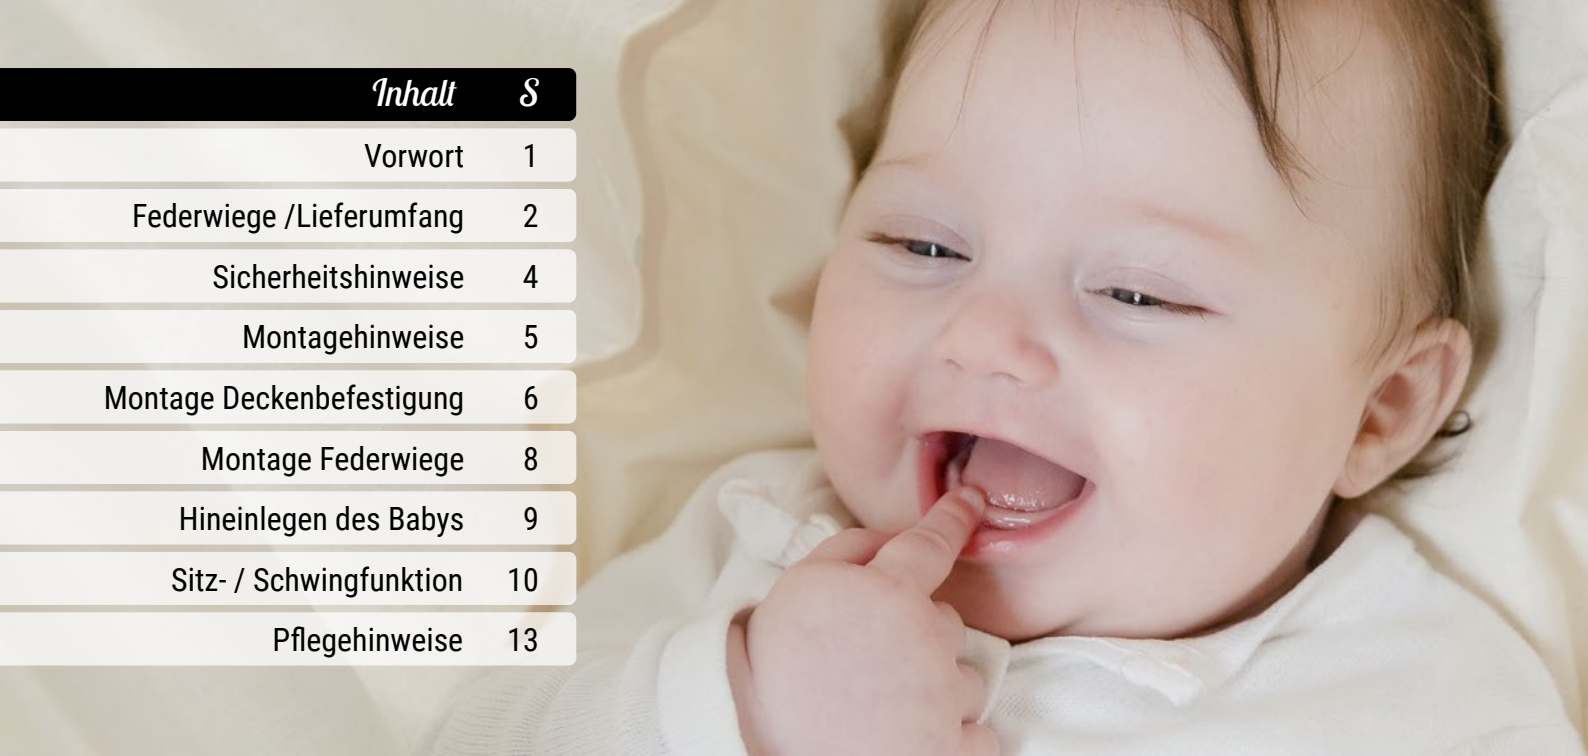 Inhalt S
Vorwort 1
Federwiege /Lieferumfang 2
Sicherheitshinweise 4
Montagehinweise 5
Montage Deckenbefestigung 6
Montage Federwiege 8
Hineinlegen des Babys 9
Sitz- / Schwingfunktion 10
Pflegehinweise 13